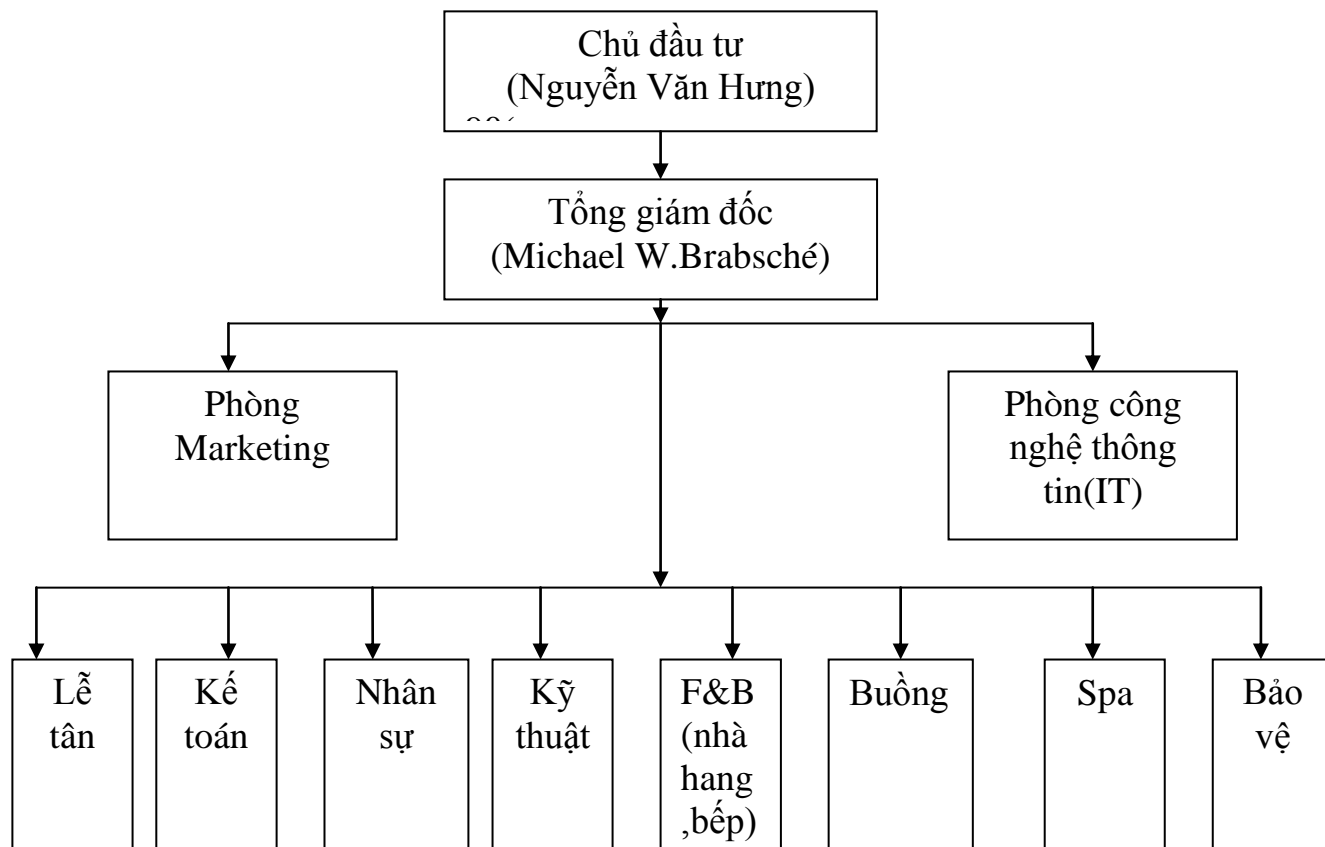 Chủ đầu tư
(Nguyễn Văn Hưng)
Tổng giám đốc
(Michael W.Brabsché)
Phòng
Marketing
Phòng công
nghệ thông
tin(IT)
Lễ
tân
Kế
toán
Nhân
sự
Kỹ
thuật
F&B
(nhà
hang
,bếp)
Buồng
Spa
Bảo
vệ